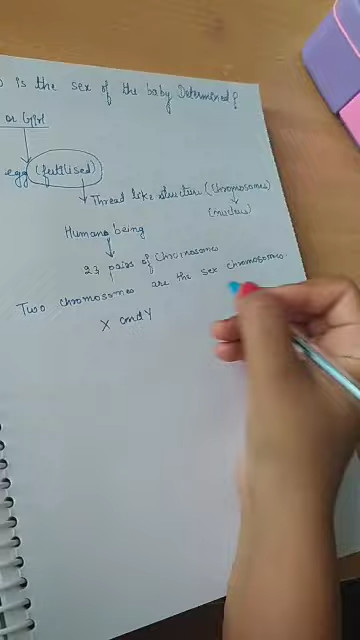 is the sex of the baby Determined?
or Girl
egg (fertilised)
Thread like structure (Chromosomes)
(nucleus)
Human being
23 pairs of Chromosomes
Two chromosomes are the sex chromosomes.
X and Y